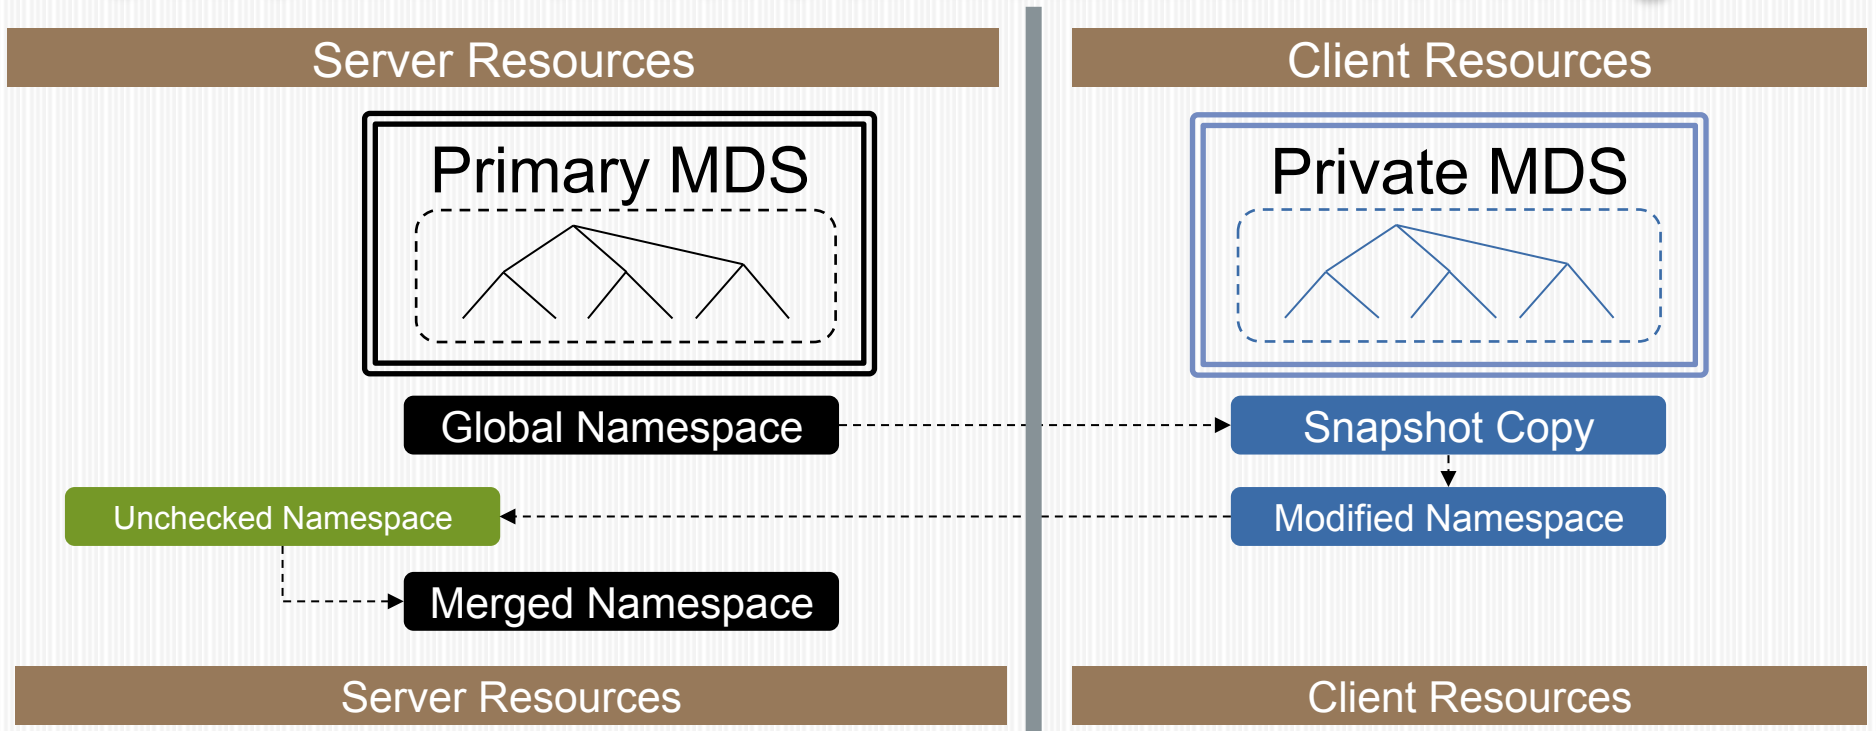 Server Resources
Client Resources
Primary MDS
Private MDS
Global Namespace
Snapshot Copy
Unchecked Namespace
Modified Namespace
Merged Namespace
Server Resources
Client Resources